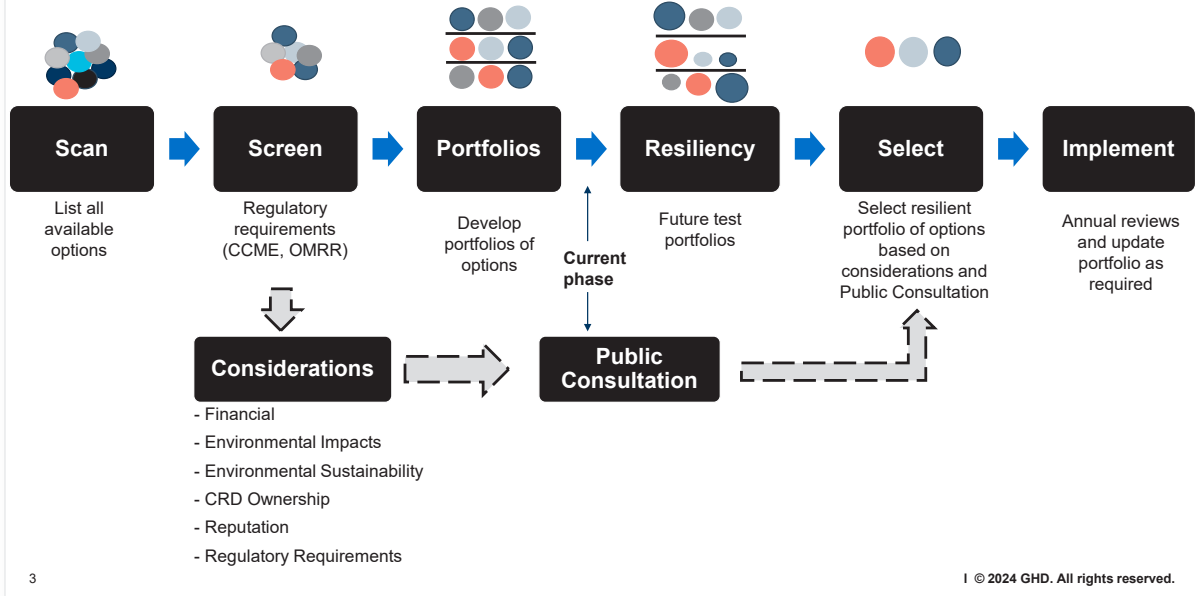 Scan
Screen
Portfolios
Resiliency
Select
Implement
List all
available
options
Regulatory
requirements
(CCME, OMRR)
Develop
portfolios of
options
Current
phase
Future test
portfolios
Select resilient
portfolio of options
based on
considerations and
Public Consultation
Annual reviews
and update
portfolio as
required
Considerations
Public
Consultation
- Financial
- Environmental Impacts
- Environmental Sustainability
- CRD Ownership
- Reputation
- Regulatory Requirements
3
I © 2024 GHD. All rights reserved.